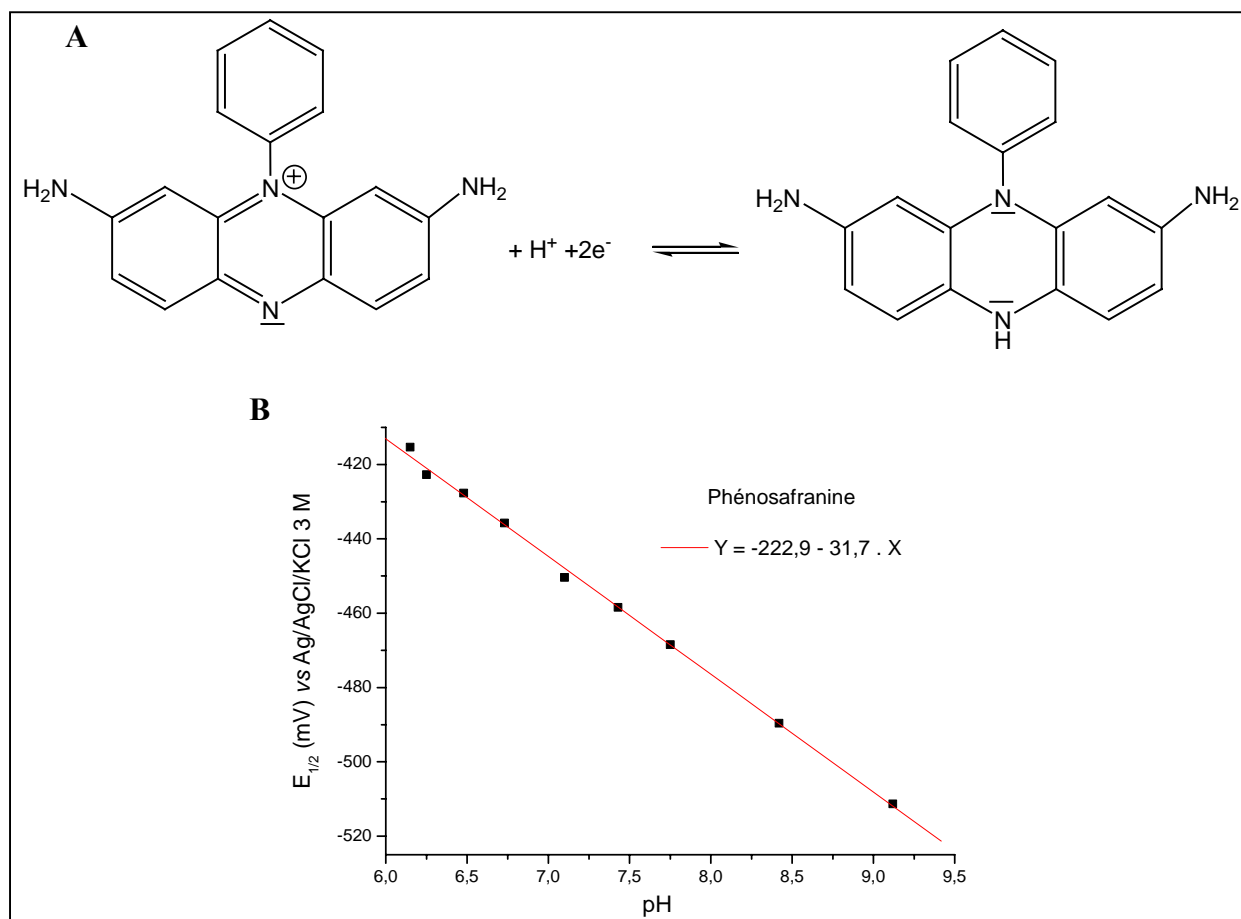 A
H₂N
N
⊕
NH₂
N
+ H⁺ +2e⁻
H₂N
N
NH₂
N
H
B
Phénosafranine
Y = -222,9 - 31,7 . X
E₁/₂ (mV) vs Ag/AgCl/KCl 3 M
-420
-440
-460
-480
-500
-520
6,0 6,5 7,0 7,5 8,0 8,5 9,0 9,5
pH